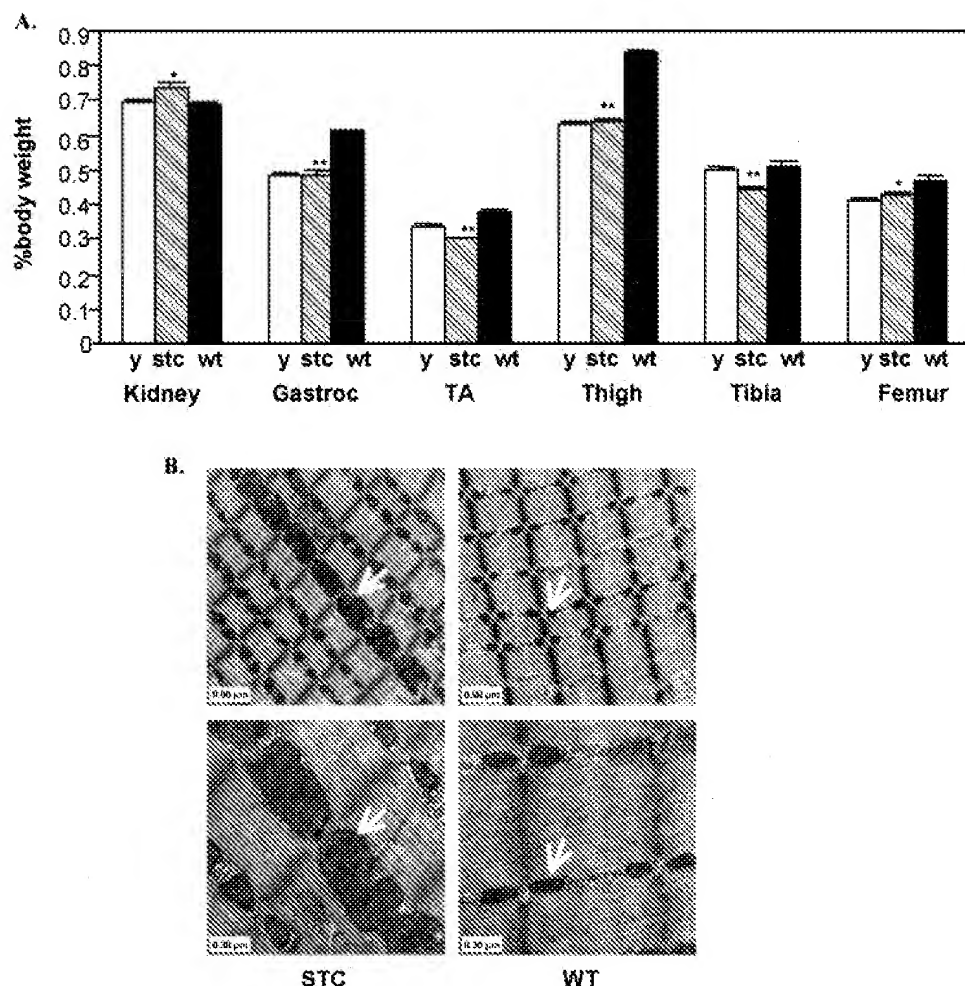 A.
%body weight
0.9
0.8
0.7
0.6
0.5
0.4
0.3
0.2
0.1
0
*
**
**
**
**
*
y stc wt y stc wt y stc wt y stc wt y stc wt y stc wt
Kidney Gastroc TA Thigh Tibia Femur
B.
STC WT